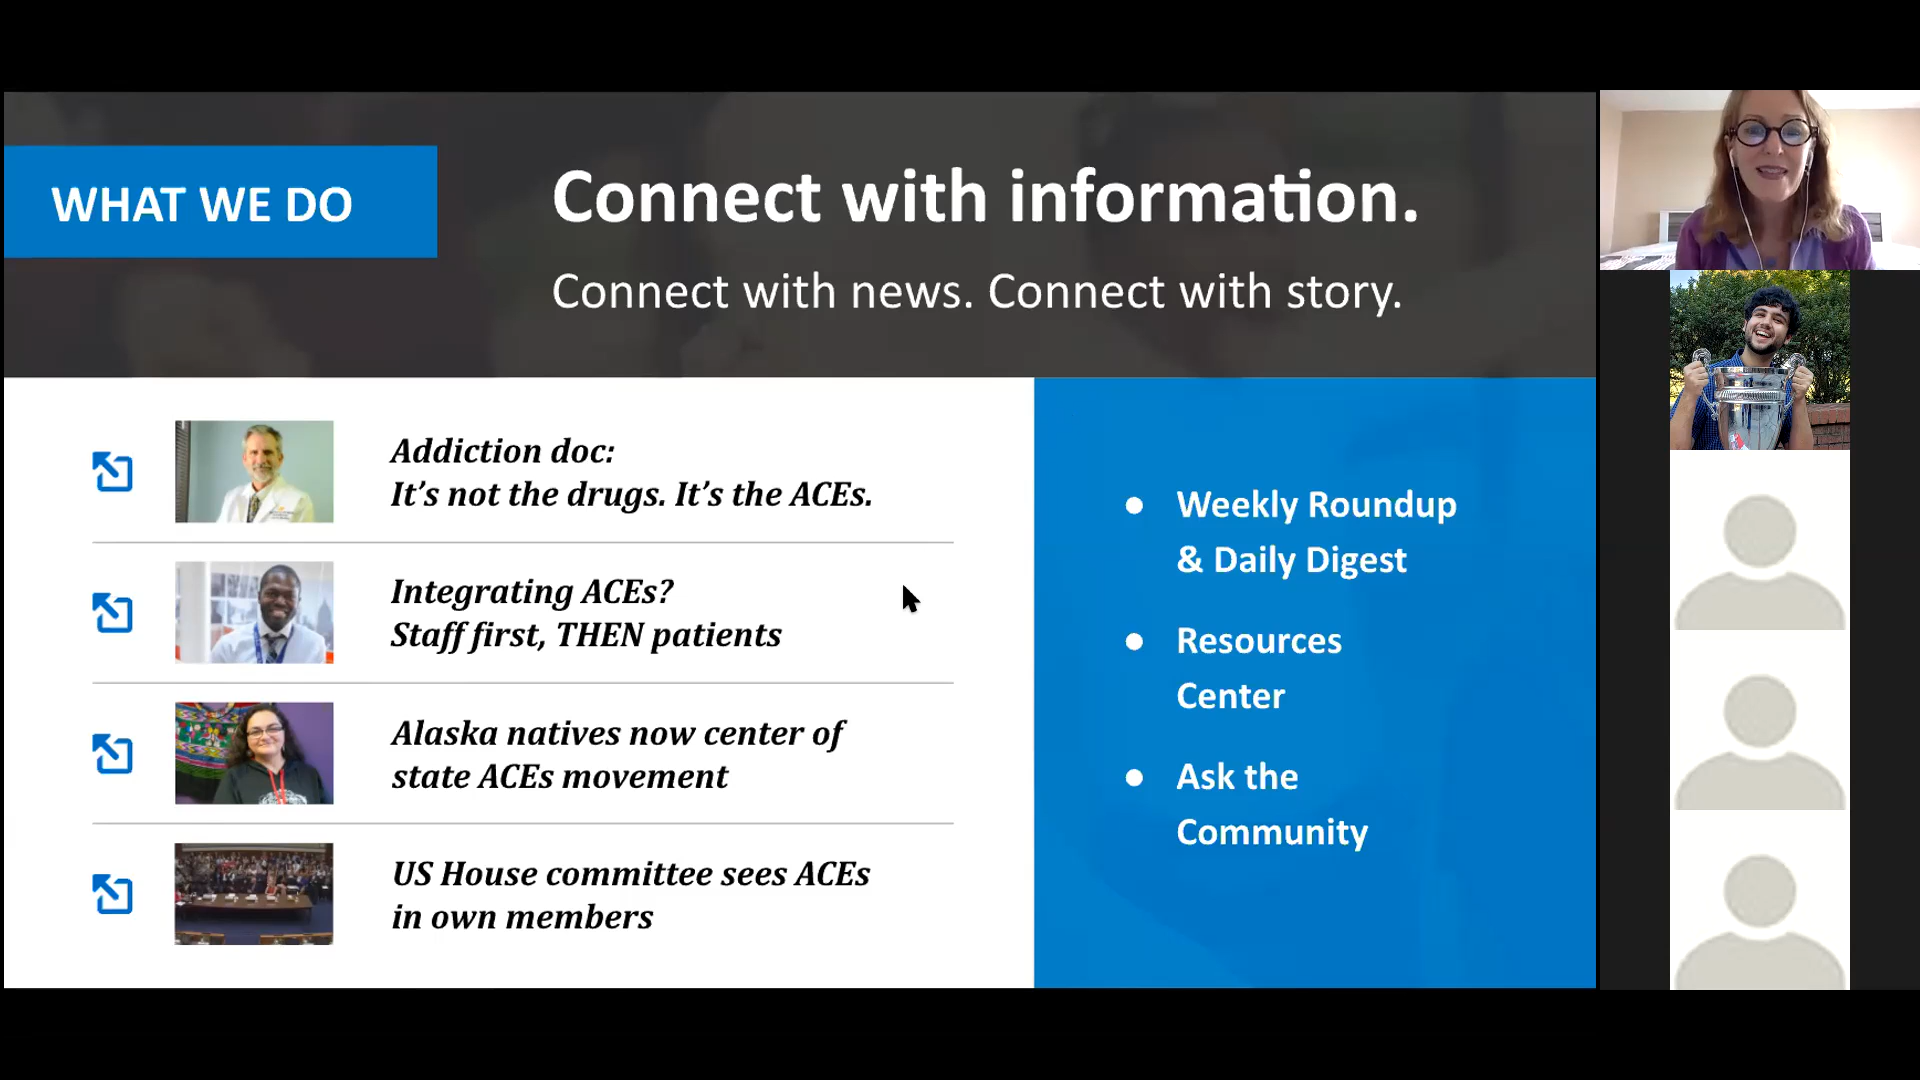 WHAT WE DO
Connect with information.
Connect with news. Connect with story.
Addiction doc:
It's not the drugs. It's the ACEs.
Integrating ACEs?
Staff first, THEN patients
Alaska natives now center of
state ACEs movement
US House committee sees ACEs
in own members
● Weekly Roundup
& Daily Digest
● Resources
Center
● Ask the
Community